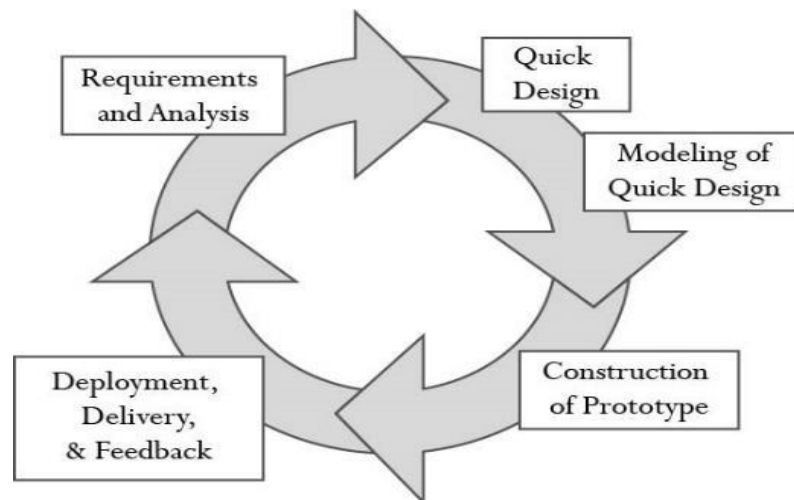 Requirements
and Analysis
Quick
Design
Modeling of
Quick Design
Construction
of Prototype
Deployment,
Delivery,
& Feedback